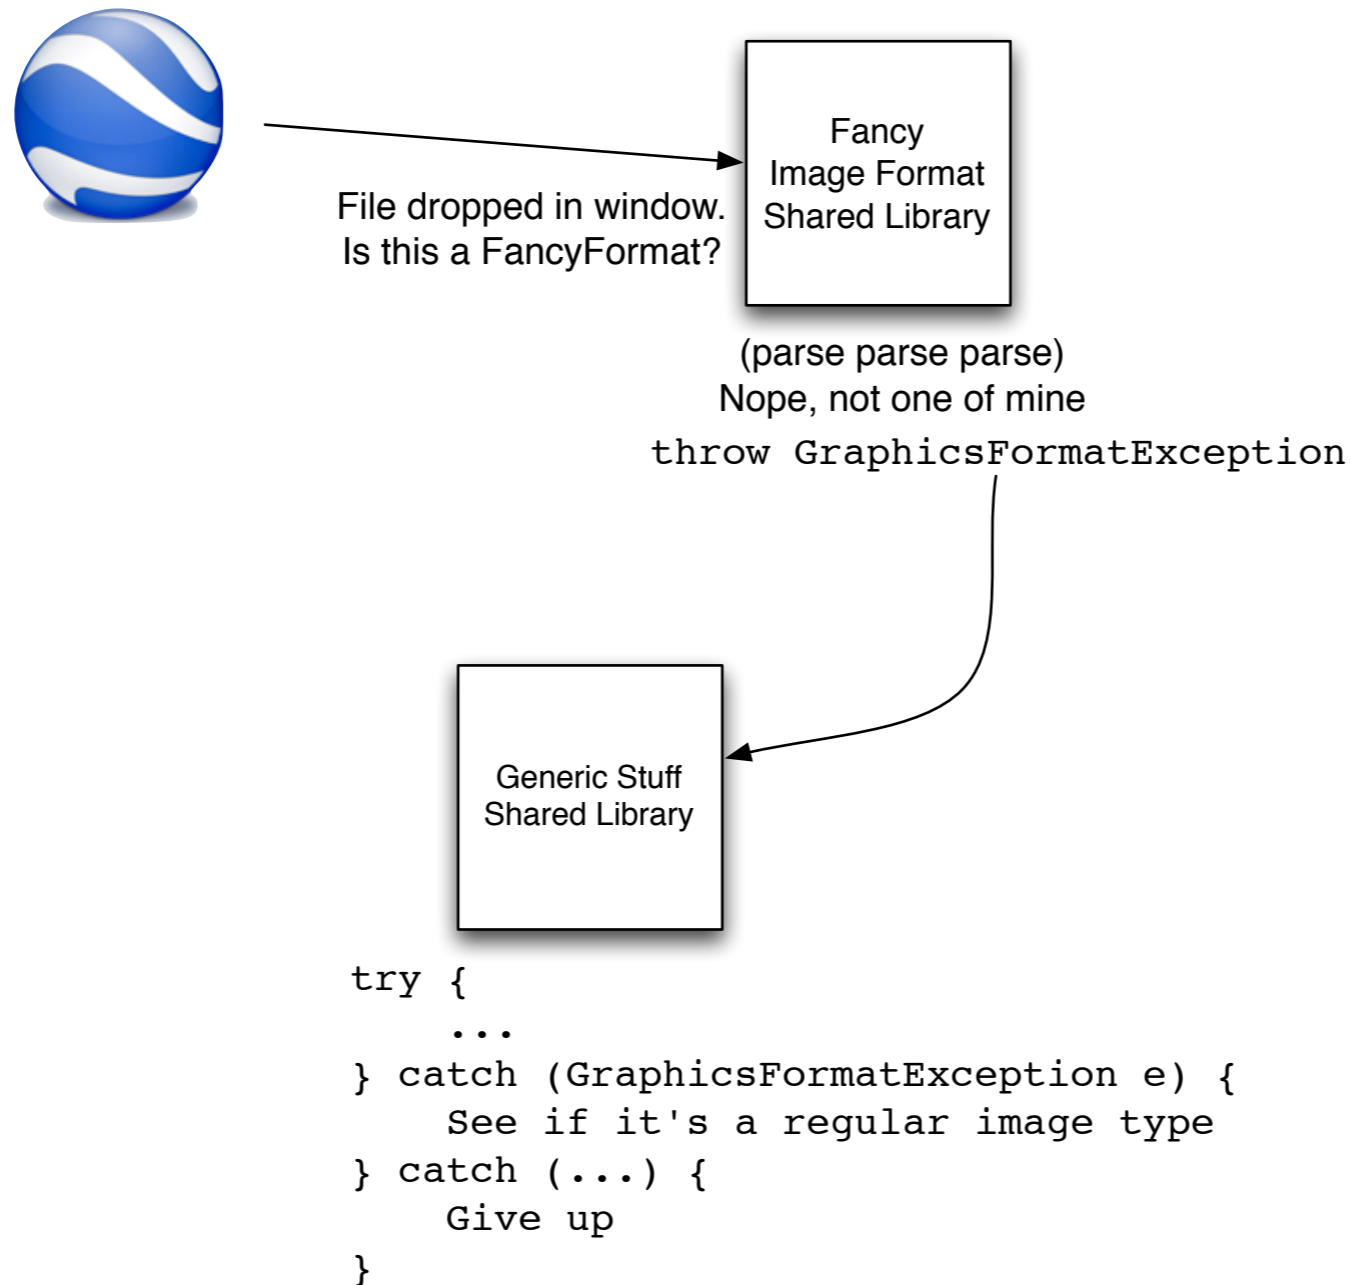 Fancy
Image Format
Shared Library
File dropped in window.
Is this a FancyFormat?
(parse parse parse)
Nope, not one of mine
throw GraphicsFormatException
Generic Stuff
Shared Library
try {
    ...
} catch (GraphicsFormatException e) {
    See if it's a regular image type
} catch (...) {
    Give up
}